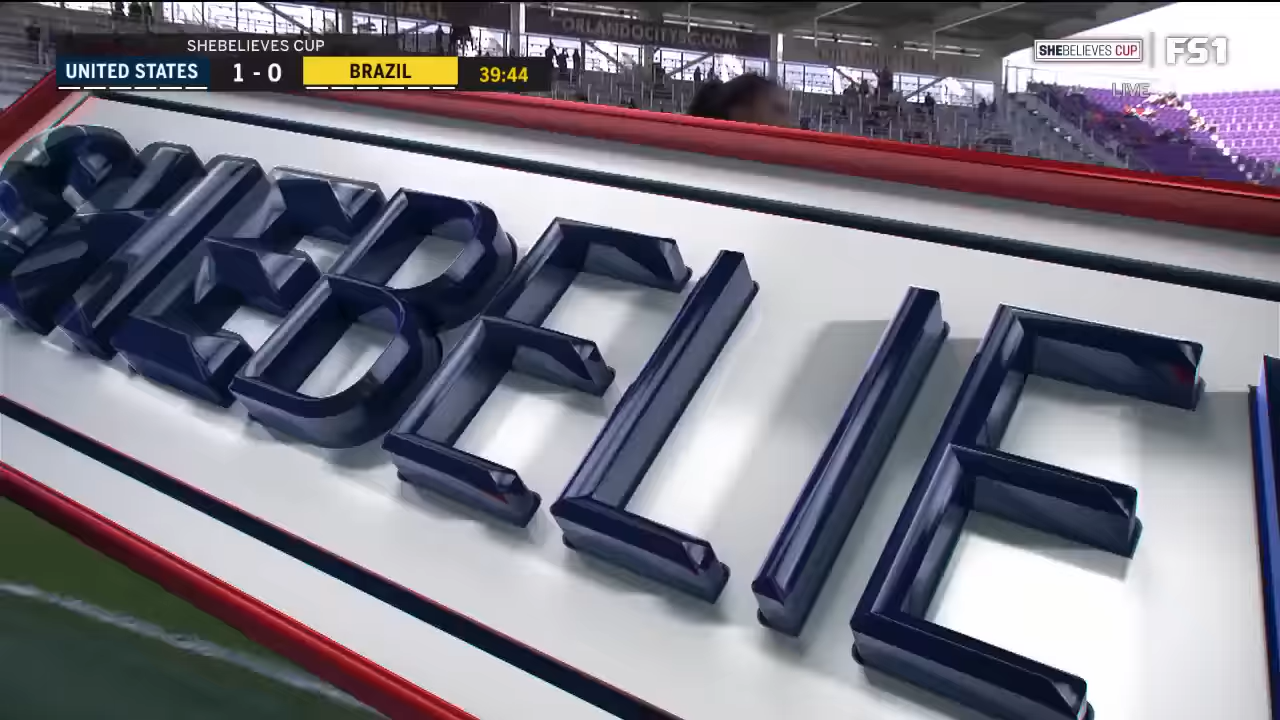 ORLANDOCITYSC.COM
SHEBELIEVES CUP
UNITED STATES 1 - 0 BRAZIL 39:44
SHEBELIEVES CUP FS1
LIVE
SHEBELIE